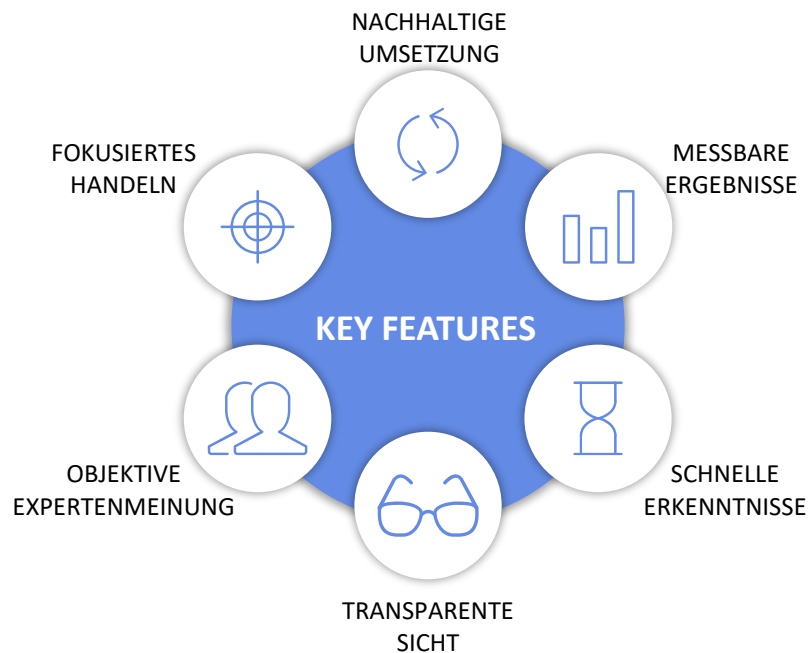 NACHHALTIGE
UMSETZUNG
FOKUSIERTES
HANDELN
MESSBARE
ERGEBNISSE
KEY FEATURES
OBJEKTIVE
EXPERTENMEINUNG
SCHNELLE
ERKENNTNISSE
TRANSPARENTE
SICHT